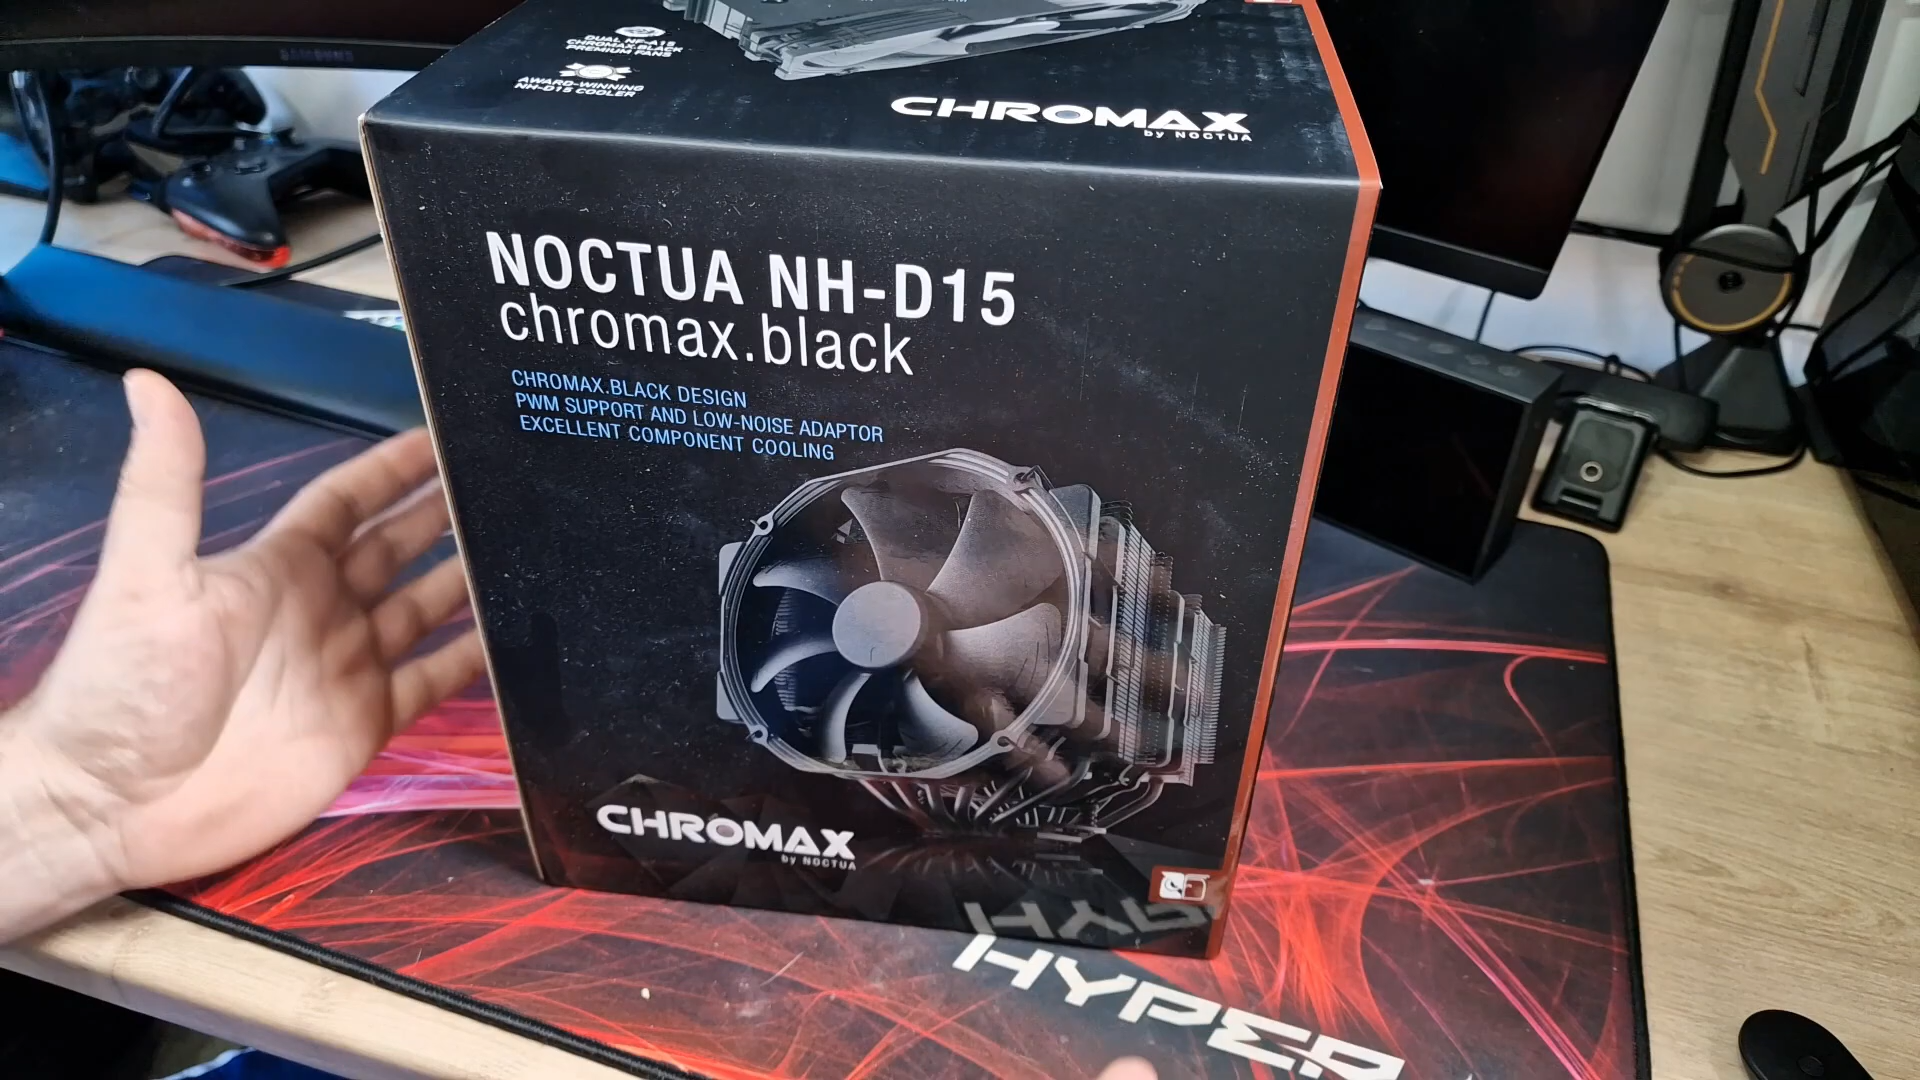 DUAL NF-A15
CHROMAX.BLACK
PREMIUM FANS
AWARD-WINNING
NH-D15 COOLER
CHROMAX
by NOCTUA
NOCTUA NH-D15
chromax.black
CHROMAX.BLACK DESIGN
PWM SUPPORT AND LOW-NOISE ADAPTOR
EXCELLENT COMPONENT COOLING
CHROMAX
by NOCTUA